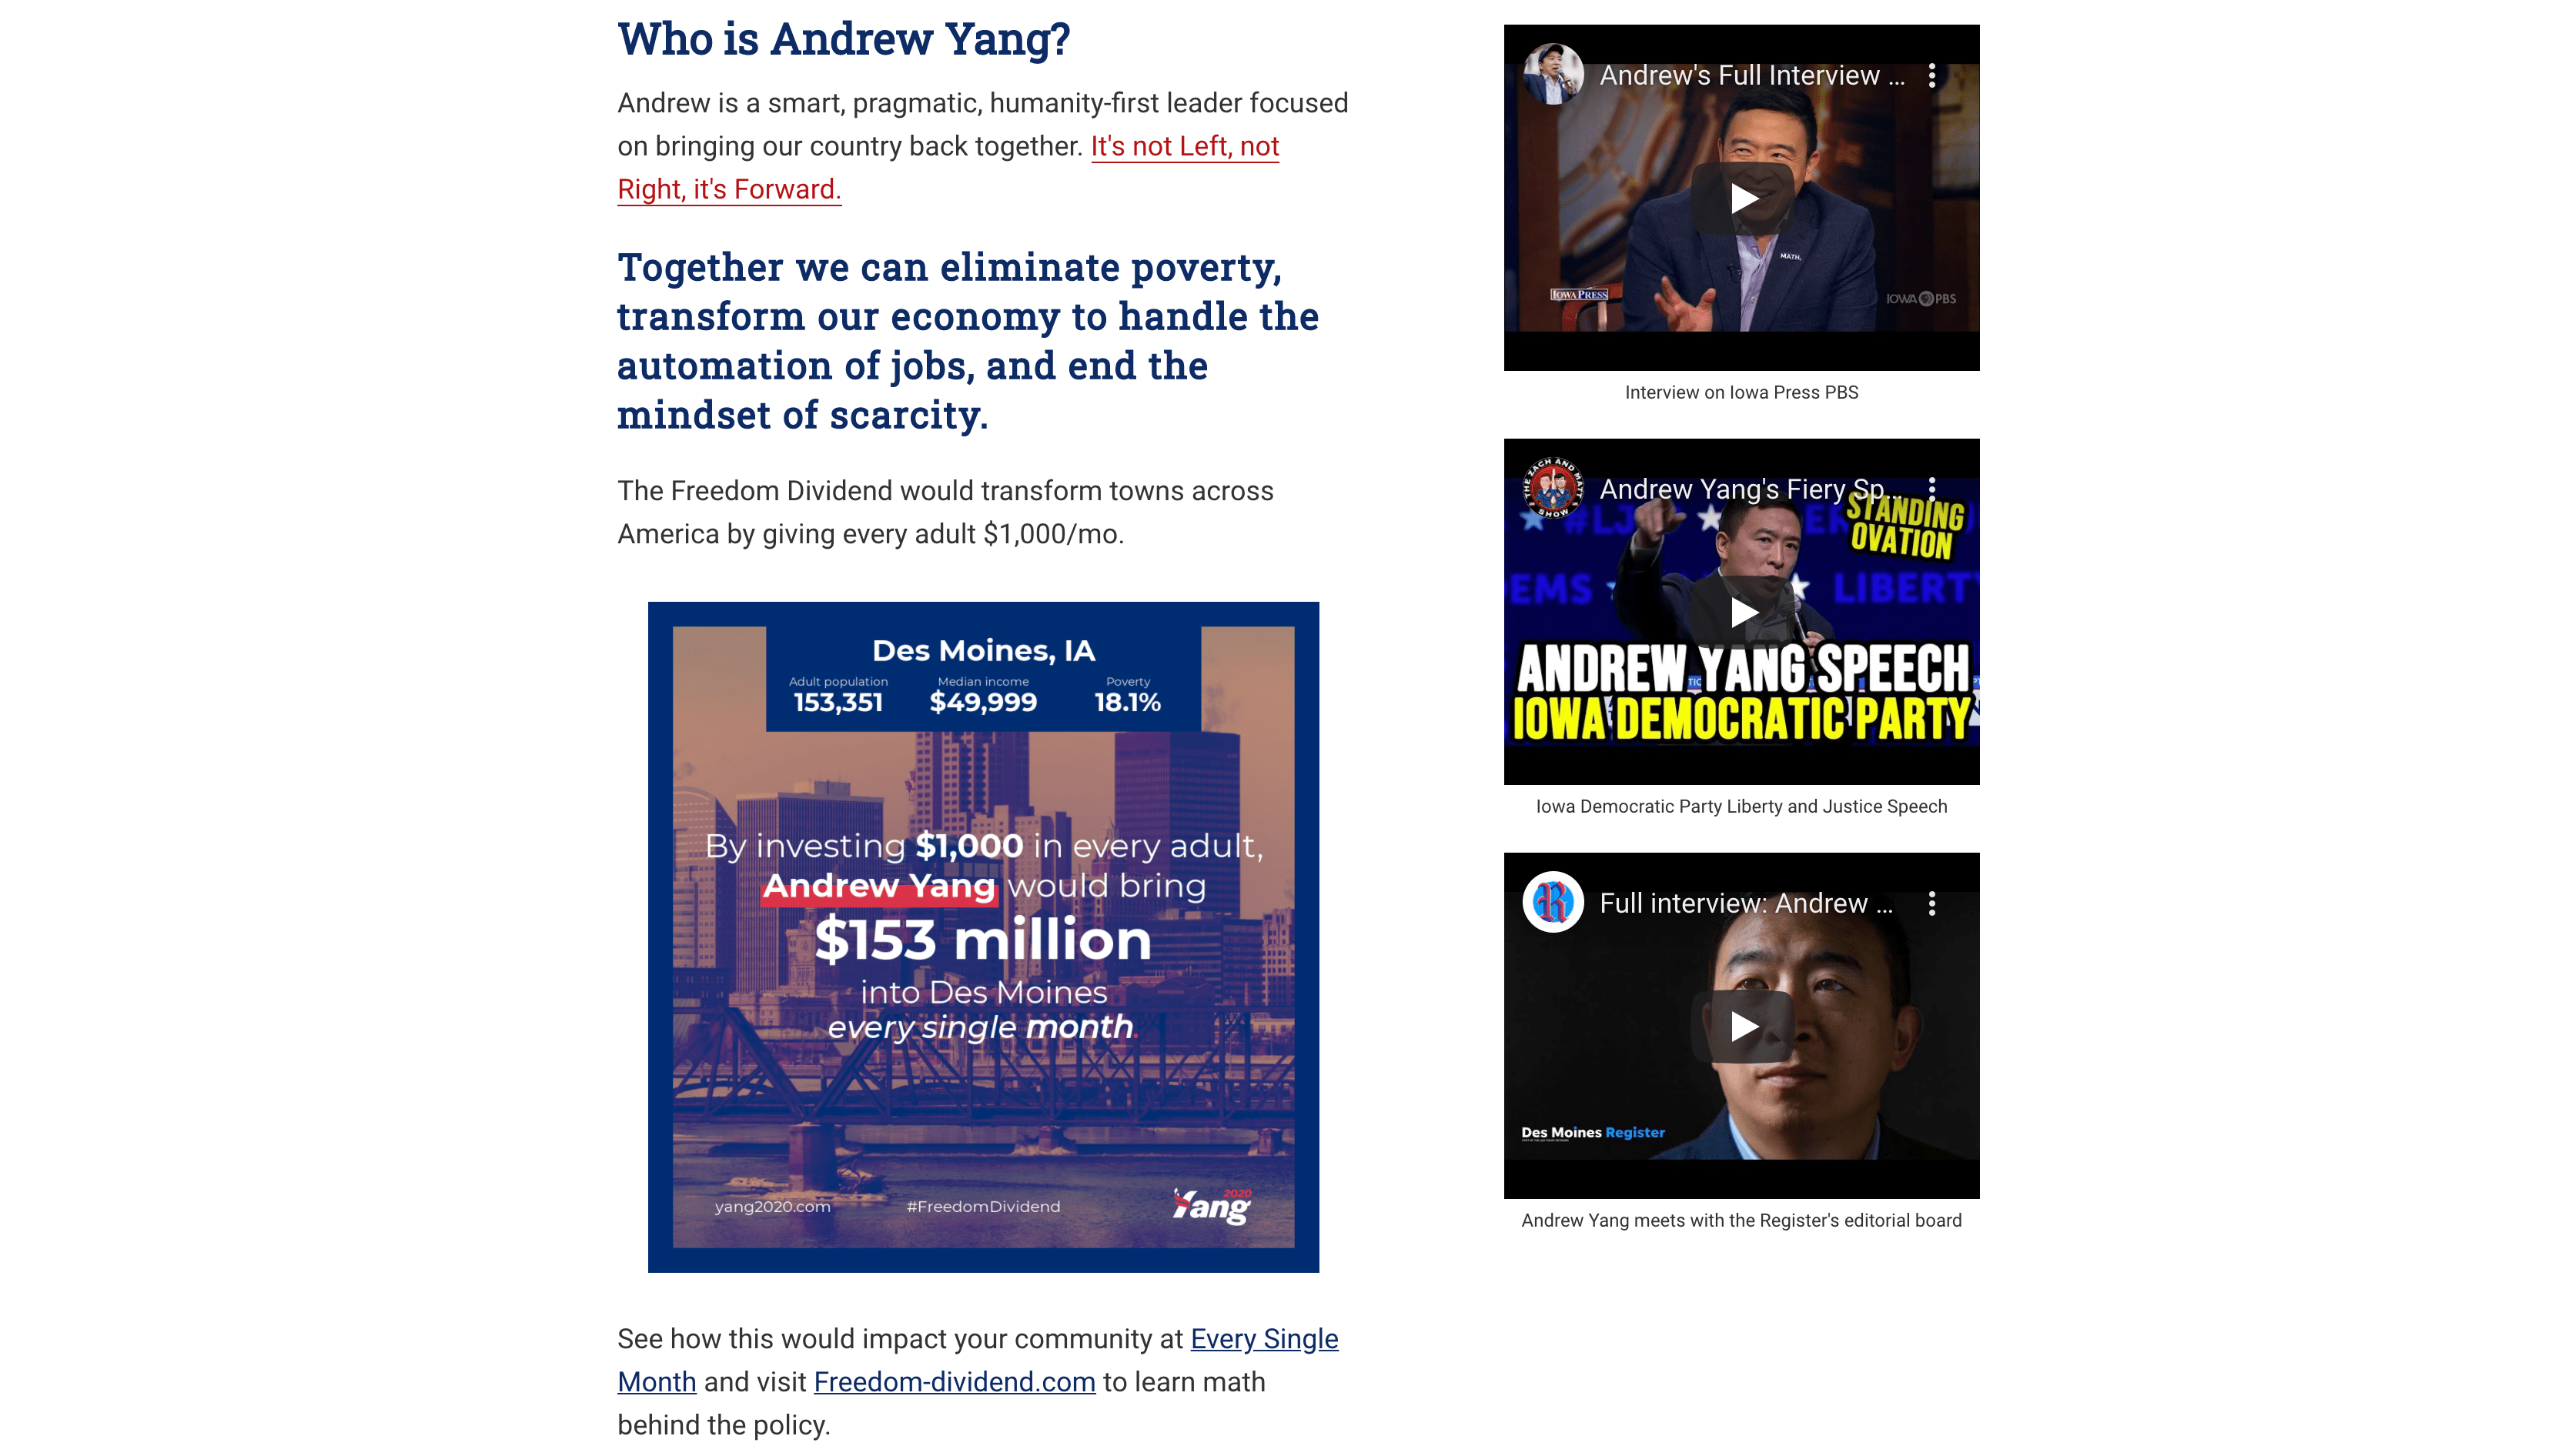 Who is Andrew Yang?
Andrew is a smart, pragmatic, humanity-first leader focused
on bringing our country back together. It's not Left, not
Right, it's Forward.
Together we can eliminate poverty,
transform our economy to handle the
automation of jobs, and end the
mindset of scarcity.
The Freedom Dividend would transform towns across
America by giving every adult $1,000/mo.
Des Moines, IA
Adult population Median income Poverty
153,351 $49,999 18.1%
By investing $1,000 in every adult,
Andrew Yang would bring
$153 million
into Des Moines
every single month.
yang2020.com #FreedomDividend Yang 2020
See how this would impact your community at Every Single
Month and visit Freedom-dividend.com to learn math
behind the policy.
Andrew's Full Interview ...
MATH.
IOWA PRESS
IOWA PBS
Interview on Iowa Press PBS
THE ZACH AND MATT SHOW
Andrew Yang's Fiery Sp...
STANDING
OVATION
EMS LIBERT
ANDREW YANG SPEECH
IOWA DEMOCRATIC PARTY
Iowa Democratic Party Liberty and Justice Speech
R
Full interview: Andrew ...
Des Moines Register
Andrew Yang meets with the Register's editorial board